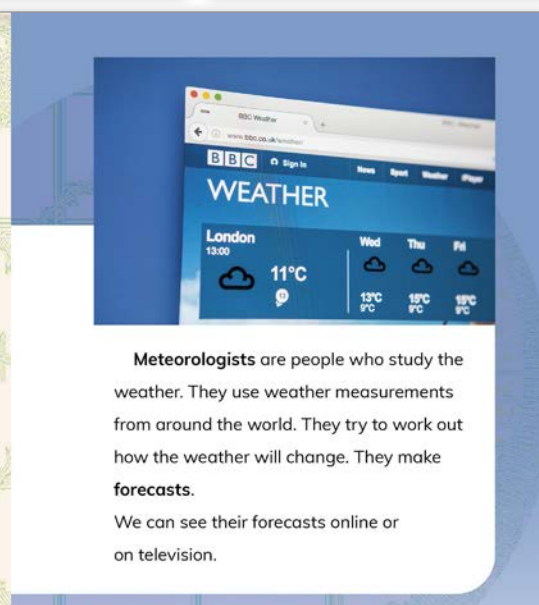 BBC Weather
www.bbc.co.uk/weather/
BBC Sign in
News Sport Weather iPlayer
WEATHER
London
13:00
Wed Thu Fri
11°C
13
13°C 15°C 15°C
9°C 9°C 9°C
Meteorologists are people who study the
weather. They use weather measurements
from around the world. They try to work out
how the weather will change. They make
forecasts.
We can see their forecasts online or
on television.